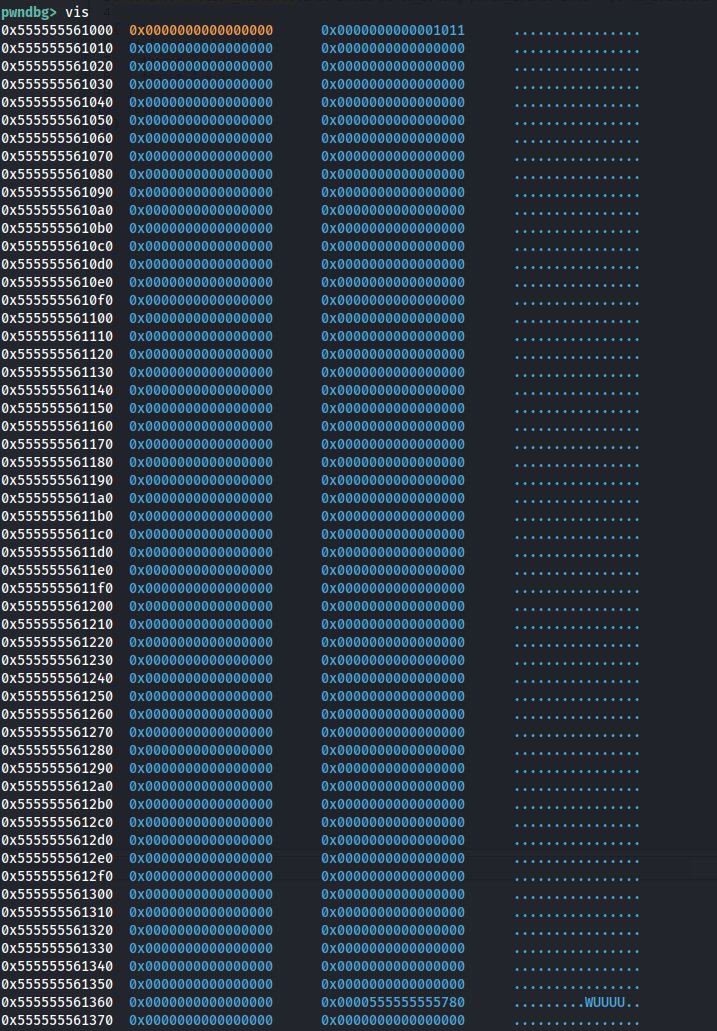 pwndbg> vis
0x555555561000 0x0000000000000000 0x0000000000001011 ................
0x555555561010 0x0000000000000000 0x0000000000000000 ................
0x555555561020 0x0000000000000000 0x0000000000000000 ................
0x555555561030 0x0000000000000000 0x0000000000000000 ................
0x555555561040 0x0000000000000000 0x0000000000000000 ................
0x555555561050 0x0000000000000000 0x0000000000000000 ................
0x555555561060 0x0000000000000000 0x0000000000000000 ................
0x555555561070 0x0000000000000000 0x0000000000000000 ................
0x555555561080 0x0000000000000000 0x0000000000000000 ................
0x555555561090 0x0000000000000000 0x0000000000000000 ................
0x5555555610a0 0x0000000000000000 0x0000000000000000 ................
0x5555555610b0 0x0000000000000000 0x0000000000000000 ................
0x5555555610c0 0x0000000000000000 0x0000000000000000 ................
0x5555555610d0 0x0000000000000000 0x0000000000000000 ................
0x5555555610e0 0x0000000000000000 0x0000000000000000 ................
0x5555555610f0 0x0000000000000000 0x0000000000000000 ................
0x555555561100 0x0000000000000000 0x0000000000000000 ................
0x555555561110 0x0000000000000000 0x0000000000000000 ................
0x555555561120 0x0000000000000000 0x0000000000000000 ................
0x555555561130 0x0000000000000000 0x0000000000000000 ................
0x555555561140 0x0000000000000000 0x0000000000000000 ................
0x555555561150 0x0000000000000000 0x0000000000000000 ................
0x555555561160 0x0000000000000000 0x0000000000000000 ................
0x555555561170 0x0000000000000000 0x0000000000000000 ................
0x555555561180 0x0000000000000000 0x0000000000000000 ................
0x555555561190 0x0000000000000000 0x0000000000000000 ................
0x5555555611a0 0x0000000000000000 0x0000000000000000 ................
0x5555555611b0 0x0000000000000000 0x0000000000000000 ................
0x5555555611c0 0x0000000000000000 0x0000000000000000 ................
0x5555555611d0 0x0000000000000000 0x0000000000000000 ................
0x5555555611e0 0x0000000000000000 0x0000000000000000 ................
0x5555555611f0 0x0000000000000000 0x0000000000000000 ................
0x555555561200 0x0000000000000000 0x0000000000000000 ................
0x555555561210 0x0000000000000000 0x0000000000000000 ................
0x555555561220 0x0000000000000000 0x0000000000000000 ................
0x555555561230 0x0000000000000000 0x0000000000000000 ................
0x555555561240 0x0000000000000000 0x0000000000000000 ................
0x555555561250 0x0000000000000000 0x0000000000000000 ................
0x555555561260 0x0000000000000000 0x0000000000000000 ................
0x555555561270 0x0000000000000000 0x0000000000000000 ................
0x555555561280 0x0000000000000000 0x0000000000000000 ................
0x555555561290 0x0000000000000000 0x0000000000000000 ................
0x5555555612a0 0x0000000000000000 0x0000000000000000 ................
0x5555555612b0 0x0000000000000000 0x0000000000000000 ................
0x5555555612c0 0x0000000000000000 0x0000000000000000 ................
0x5555555612d0 0x0000000000000000 0x0000000000000000 ................
0x5555555612e0 0x0000000000000000 0x0000000000000000 ................
0x5555555612f0 0x0000000000000000 0x0000000000000000 ................
0x555555561300 0x0000000000000000 0x0000000000000000 ................
0x555555561310 0x0000000000000000 0x0000000000000000 ................
0x555555561320 0x0000000000000000 0x0000000000000000 ................
0x555555561330 0x0000000000000000 0x0000000000000000 ................
0x555555561340 0x0000000000000000 0x0000000000000000 ................
0x555555561350 0x0000000000000000 0x0000000000000000 ................
0x555555561360 0x0000000000000000 0x0000555555555780 .........WUUUU..
0x555555561370 0x0000000000000000 0x0000000000000000 ................